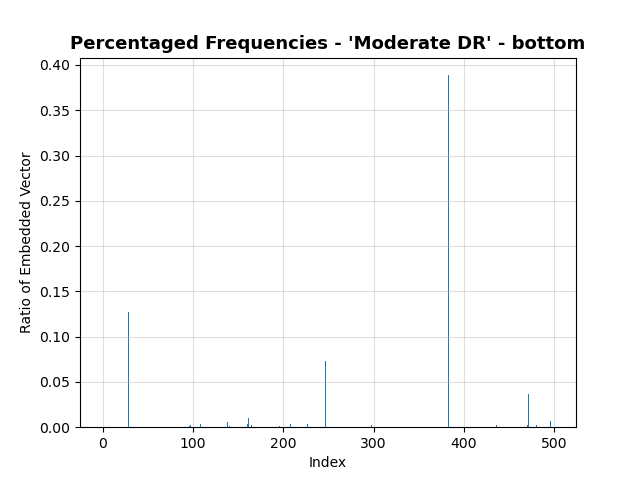 Percentaged Frequencies - 'Moderate DR' - bottom
0.40
0.35
0.30
0.25
0.20
0.15
0.10
0.05
0.00
Ratio of Embedded Vector
0 100 200 300 400 500
Index